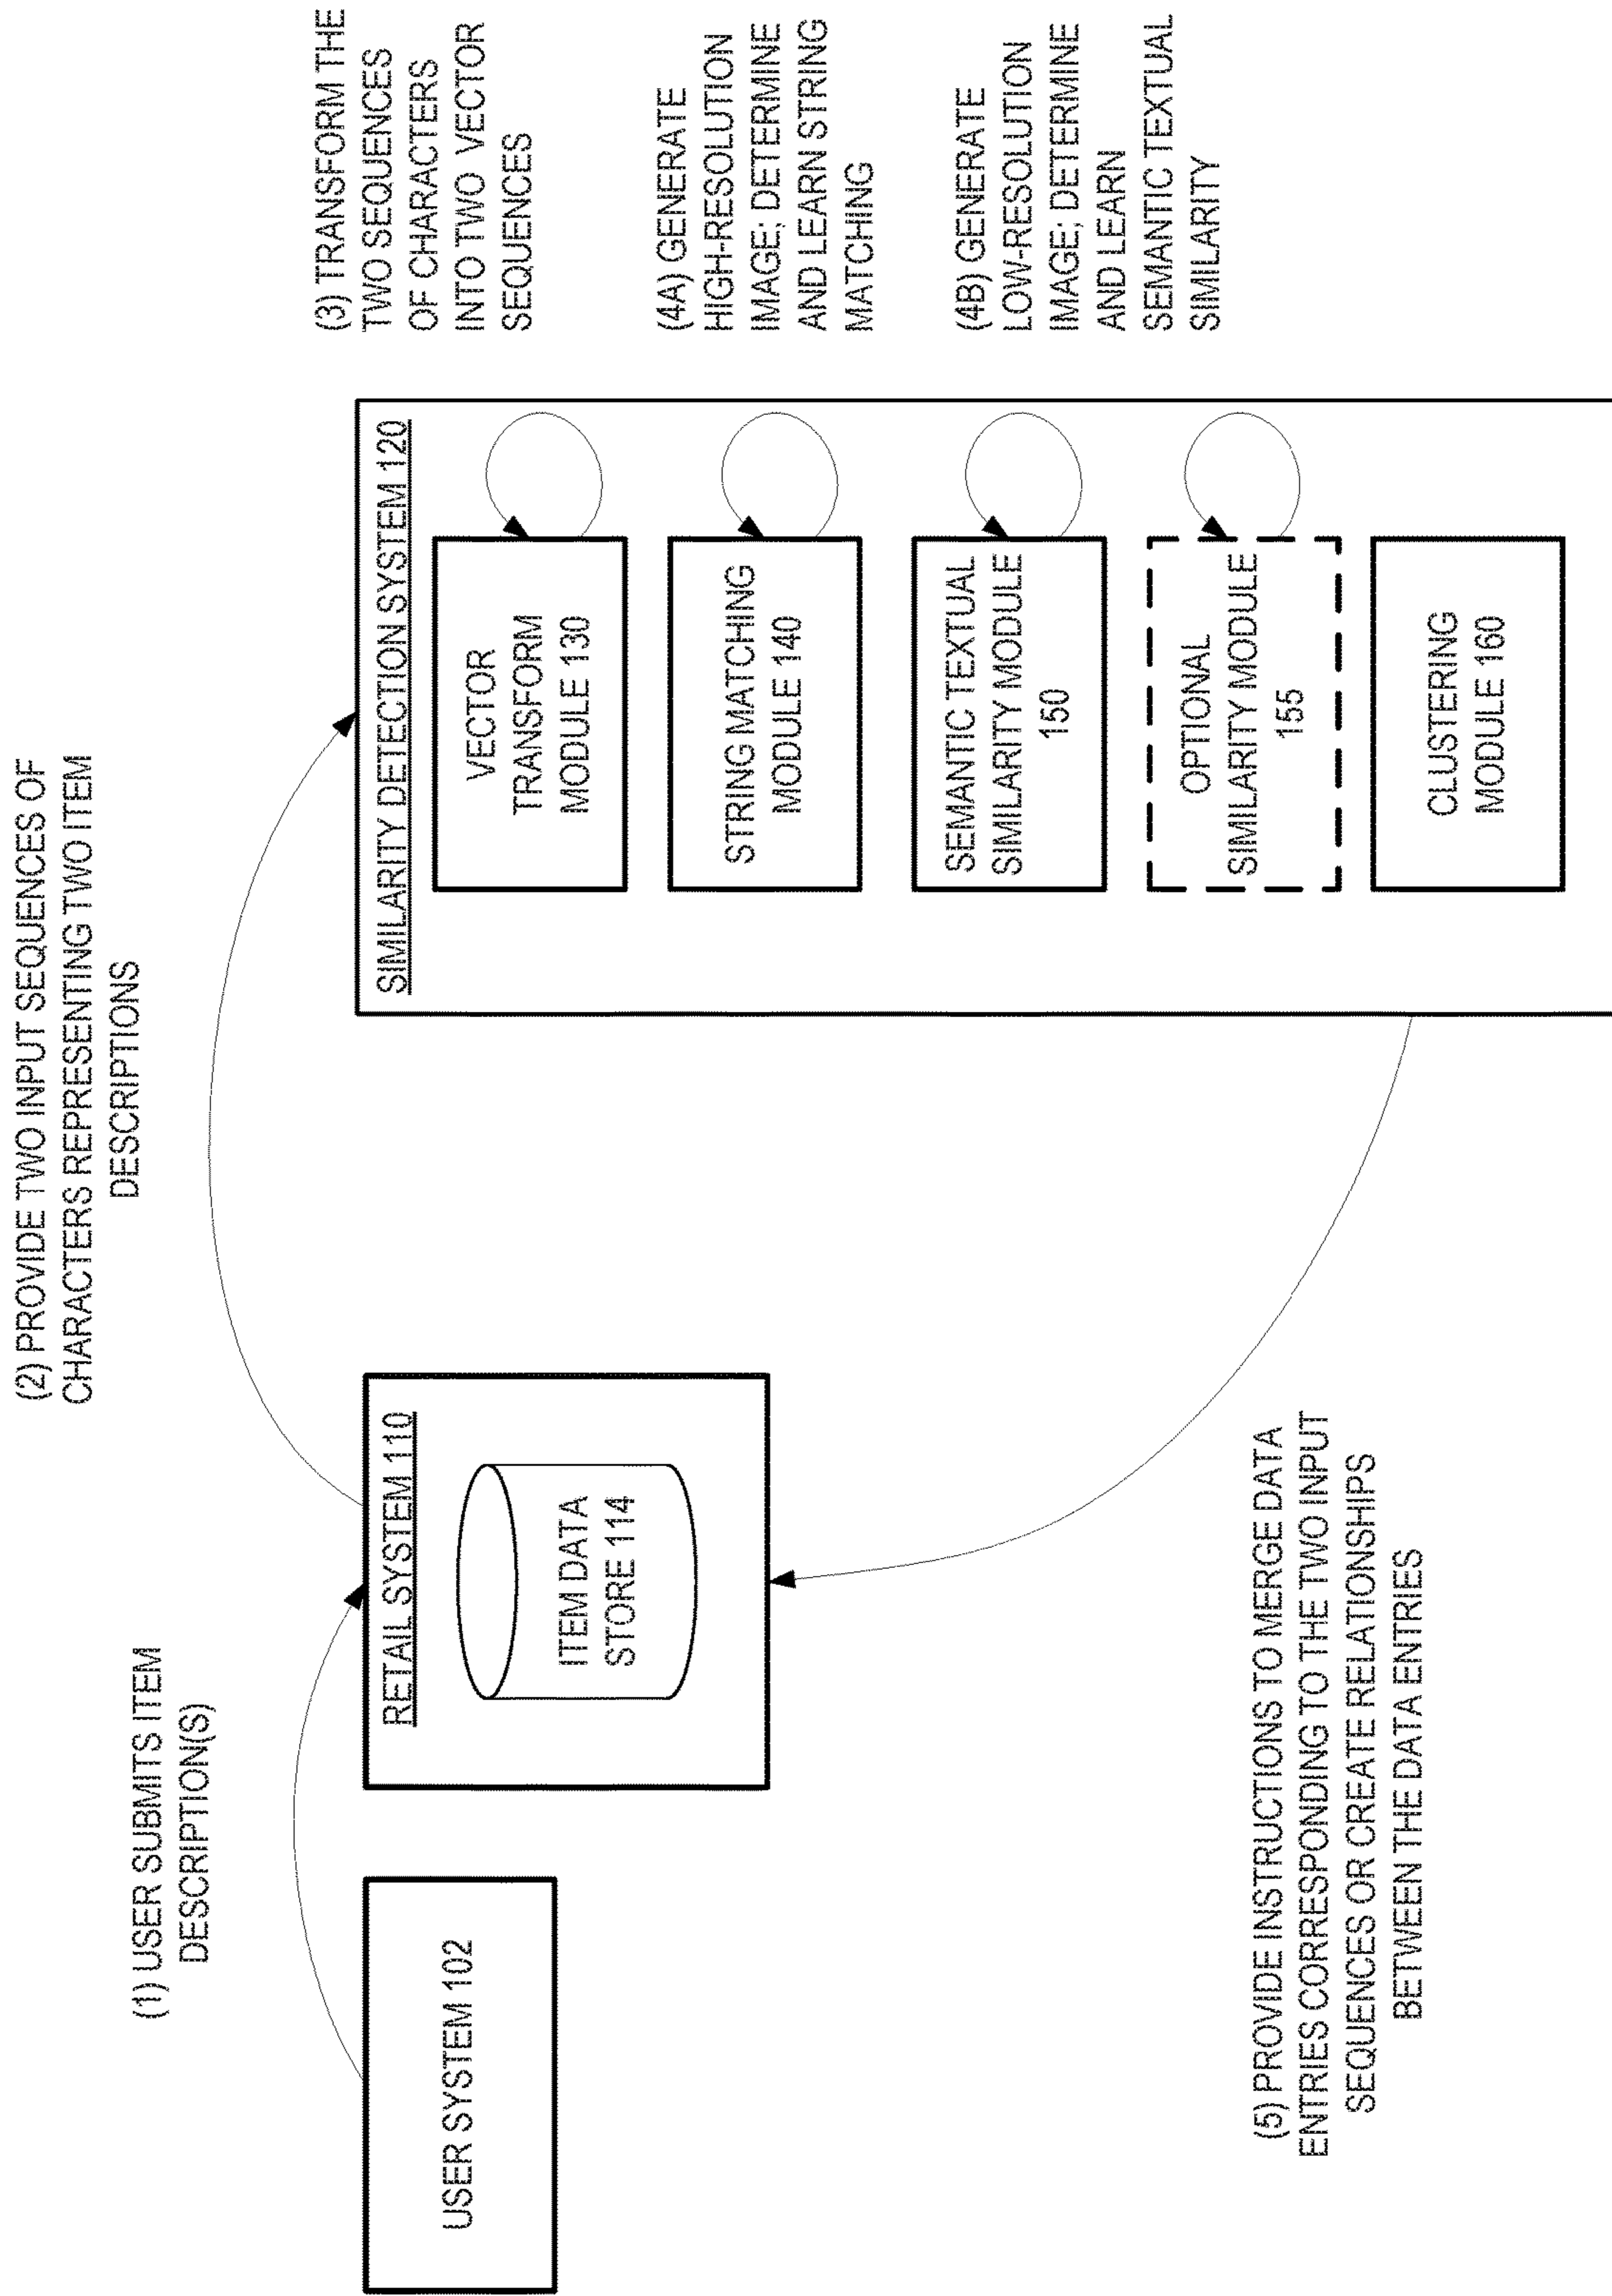 (1) USER SUBMITS ITEM
DESCRIPTION(S)
(2) PROVIDE TWO INPUT SEQUENCES OF
CHARACTERS REPRESENTING TWO ITEM
DESCRIPTIONS
USER SYSTEM 102
RETAIL SYSTEM 110
ITEM DATA
STORE 114
SIMILARITY DETECTION SYSTEM 120
VECTOR
TRANSFORM
MODULE 130
STRING MATCHING
MODULE 140
SEMANTIC TEXTUAL
SIMILARITY MODULE
150
OPTIONAL
SIMILARITY MODULE
155
CLUSTERING
MODULE 160
(3) TRANSFORM THE
TWO SEQUENCES
OF CHARACTERS
INTO TWO VECTOR
SEQUENCES
(4A) GENERATE
HIGH-RESOLUTION
IMAGE; DETERMINE
AND LEARN STRING
MATCHING
(4B) GENERATE
LOW-RESOLUTION
IMAGE; DETERMINE
AND LEARN
SEMANTIC TEXTUAL
SIMILARITY
(5) PROVIDE INSTRUCTIONS TO MERGE DATA
ENTRIES CORRESPONDING TO THE TWO INPUT
SEQUENCES OR CREATE RELATIONSHIPS
BETWEEN THE DATA ENTRIES